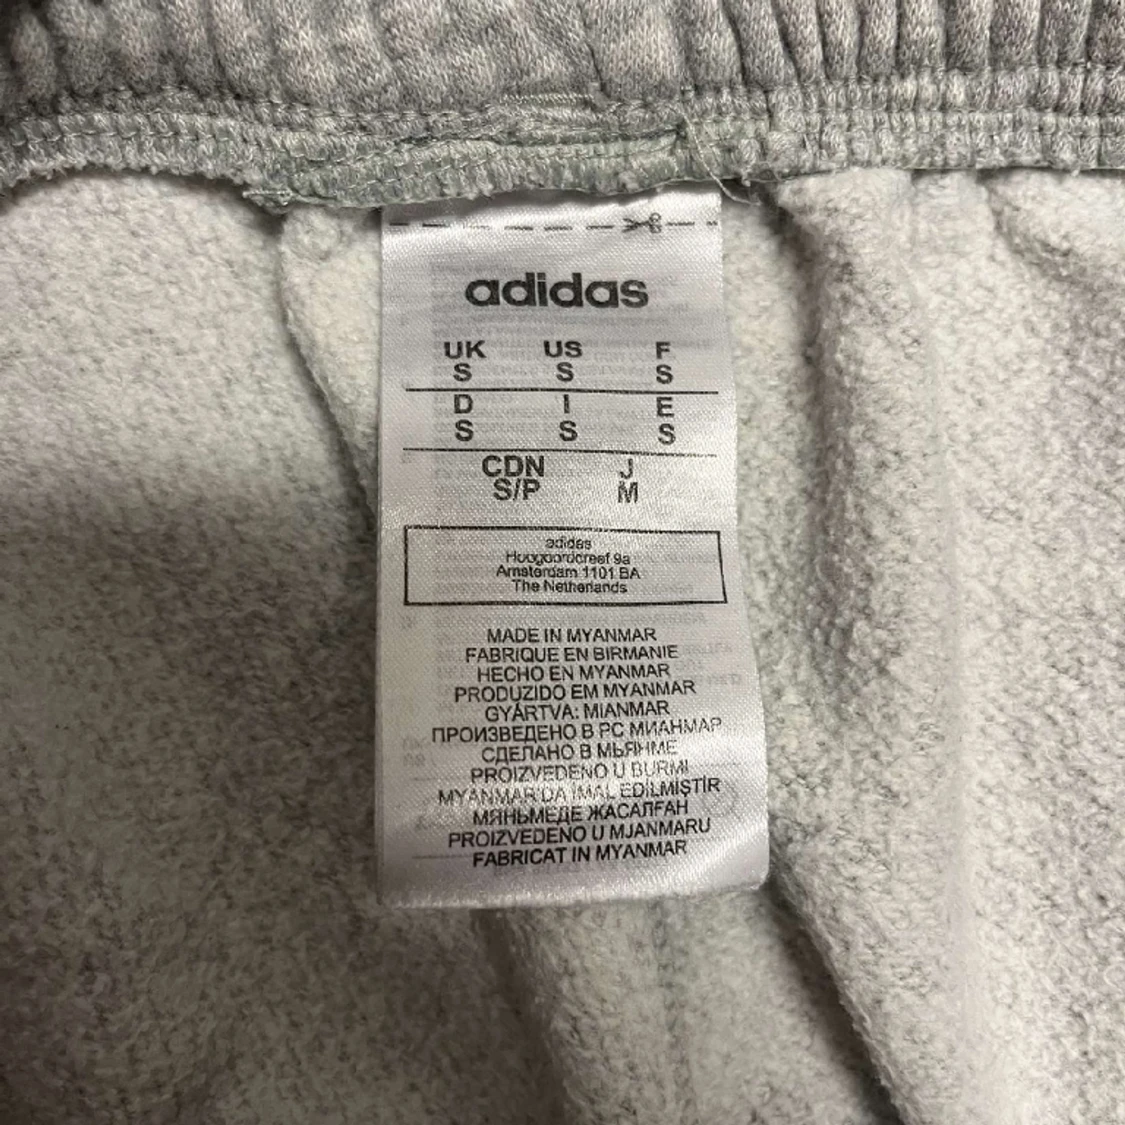 adidas
UK US F
S S S
D I E
S S S
CDN J
S/P M
adidas
Hoogoorddreef 9a
Amsterdam 1101 BA
The Netherlands
MADE IN MYANMAR
FABRIQUE EN BIRMANIE
HECHO EN MYANMAR
PRODUZIDO EM MYANMAR
GYÁRTVA: MIANMAR
ПРОИЗВЕДЕНО В РС МИАНМАР
СДЕЛАНО В МЬЯНМЕ
PROIZVEDENO U BURMI
MYANMAR'DA İMAL EDİLMİŞTİR
МЯНЬМЕДЕ ЖАСАЛҒАН
PROIZVEDENO U MJANMARU
FABRICAT IN MYANMAR